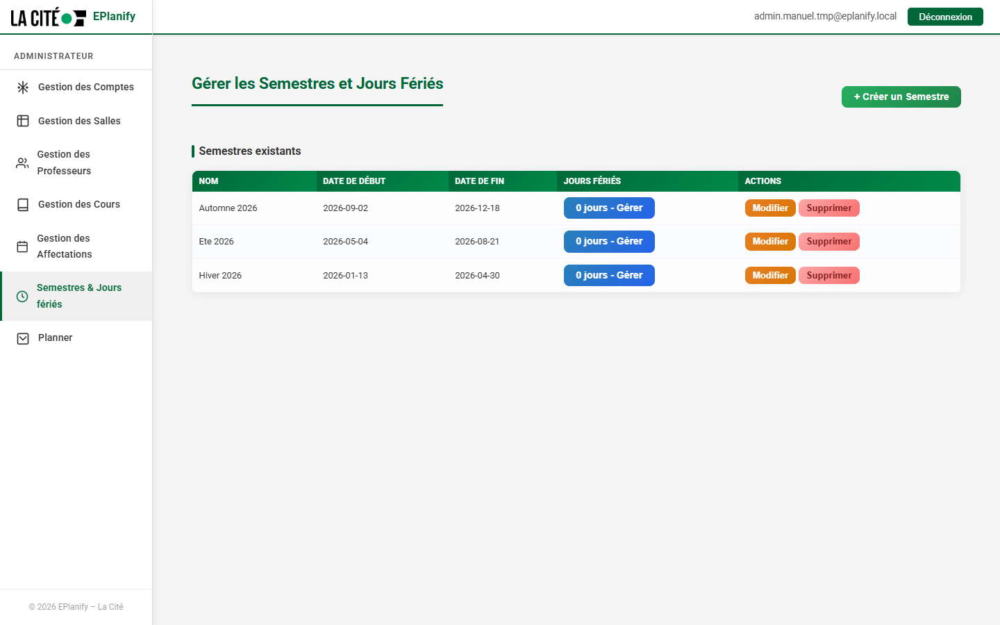 LA CITÉ EPlanify
admin.manuel.tmp@eplanify.local Déconnexion
ADMINISTRATEUR
Gestion des Comptes
Gestion des Salles
Gestion des
Professeurs
Gestion des Cours
Gestion des
Affectations
Semestres & Jours
fériés
Planner
© 2026 EPlanify – La Cité
Gérer les Semestres et Jours Fériés
+ Créer un Semestre
Semestres existants
NOM DATE DE DÉBUT DATE DE FIN JOURS FÉRIÉS ACTIONS
Automne 2026 2026-09-02 2026-12-18 0 jours - Gérer Modifier Supprimer
Ete 2026 2026-05-04 2026-08-21 0 jours - Gérer Modifier Supprimer
Hiver 2026 2026-01-13 2026-04-30 0 jours - Gérer Modifier Supprimer